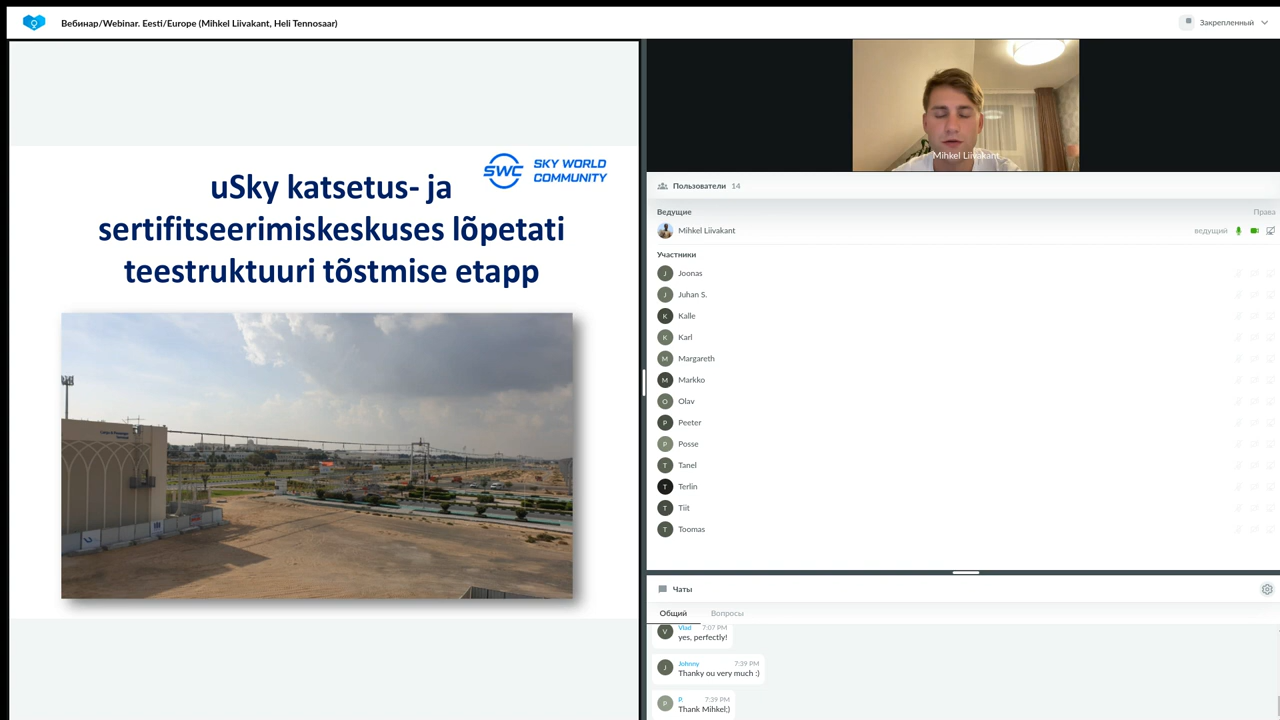 Вебинар/Webinar. Eesti/Europe (Mihkel Liivakant, Heli Tennosaar)
Закрепленный
SWC SKY WORLD
COMMUNITY
uSky katsetus- ja
sertifitseerimiskeskuses lõpetati
teestruktuuri tõstmise etapp
Mihkel Liivakant
Пользователи 14
Ведущие Права
Mihkel Liivakant ведущий
Участники
J Joonas
J Juhan S.
K Kalle
K Karl
M Margareth
M Markko
O Olav
P Peeter
P Posse
T Tanel
T Terlin
T Tiit
T Toomas
Чаты
Общий Вопросы
V Vlad 7:07 PM
yes, perfectly!
J Johnny 7:39 PM
Thanky ou very much :)
P P. 7:39 PM
Thank Mihkel;)